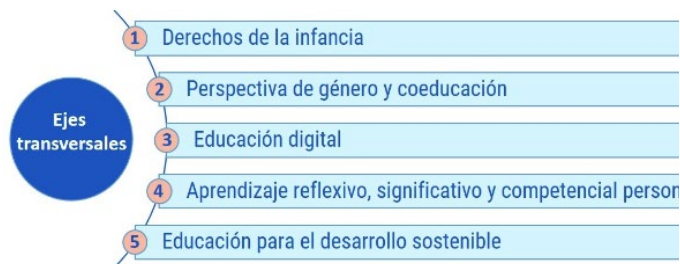 Ejes
transversales
1 Derechos de la infancia
2 Perspectiva de género y coeducación
3 Educación digital
4 Aprendizaje reflexivo, significativo y competencial person
5 Educación para el desarrollo sostenible